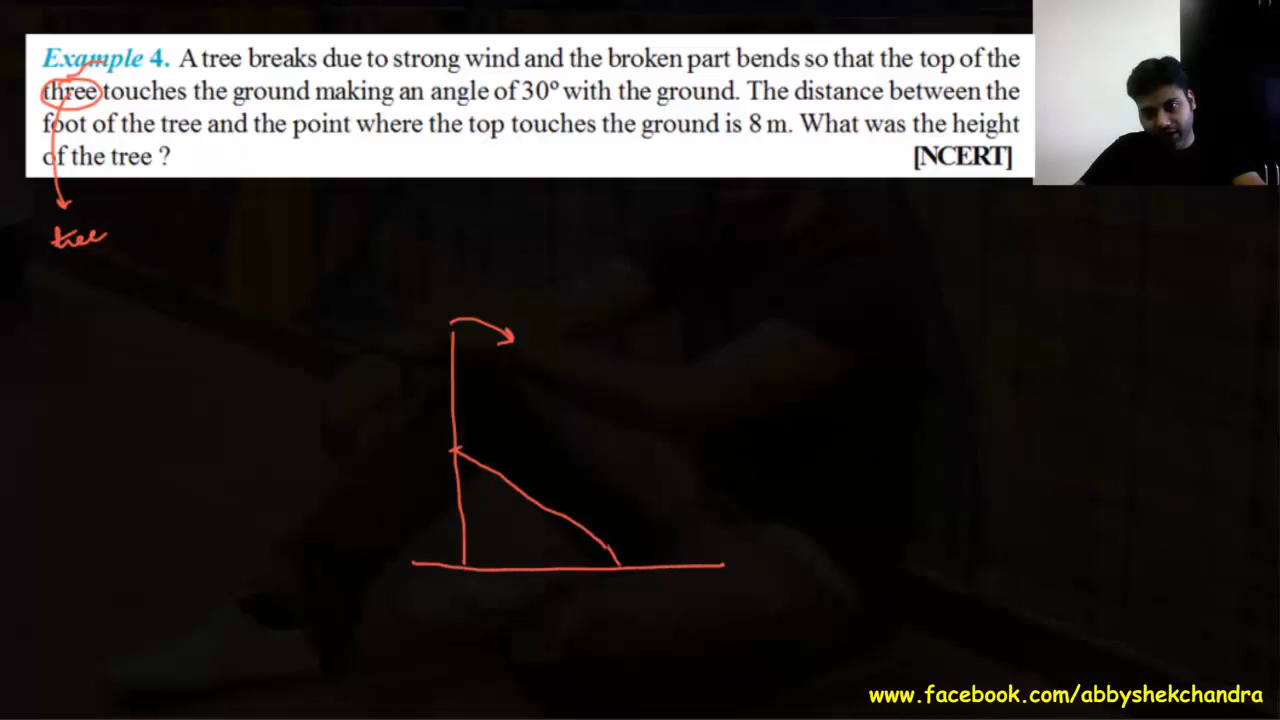 Example 4. A tree breaks due to strong wind and the broken part bends so that the top of the
three touches the ground making an angle of 30° with the ground. The distance between the
foot of the tree and the point where the top touches the ground is 8 m. What was the height
of the tree ?
[NCERT]
tree
www.facebook.com/abbyshekchandra